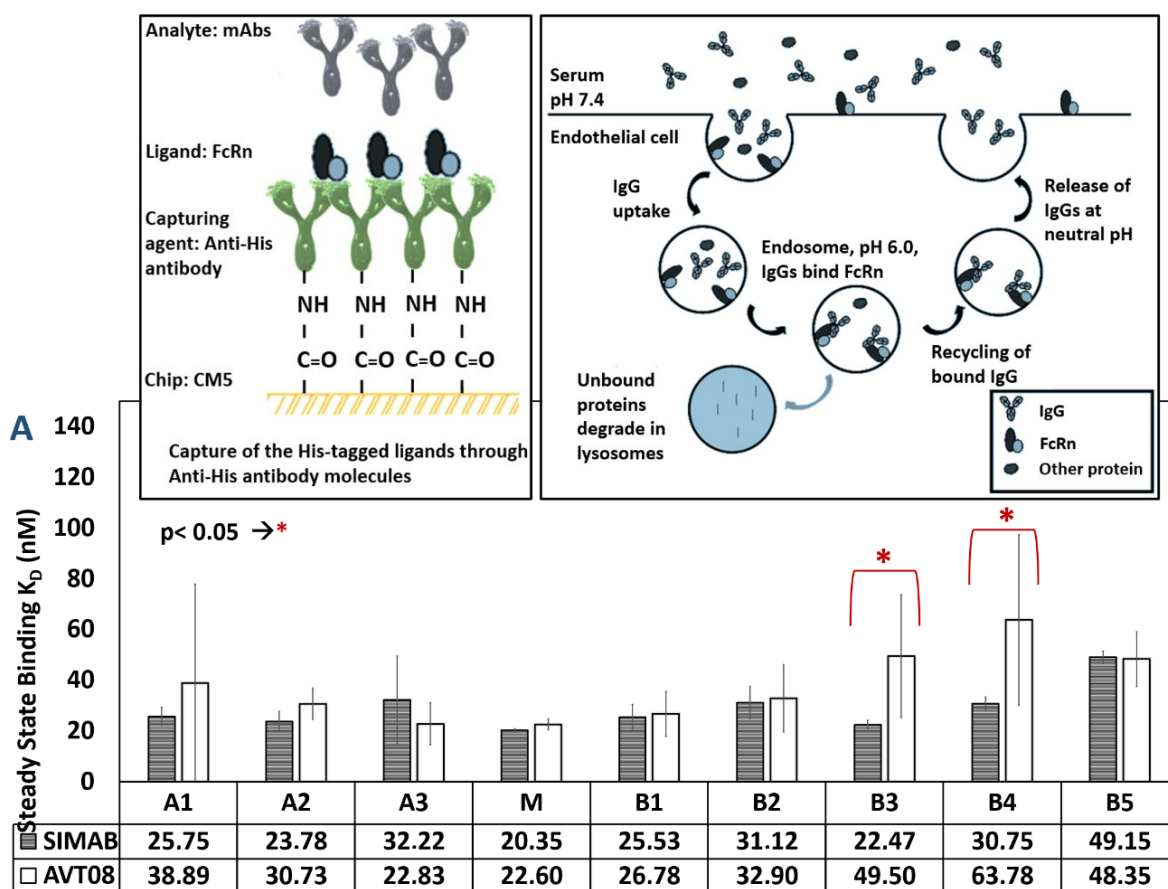 Analyte: mAbs
Ligand: FcRn
Capturing
agent: Anti-His
antibody
NH NH NH NH
C=O C=O C=O C=O
Chip: CM5
Capture of the His-tagged ligands through
Anti-His antibody molecules
Serum
pH 7.4
Endothelial cell
IgG
uptake
Endosome, pH 6.0,
IgGs bind FcRn
Release of
IgGs at
neutral pH
Recycling of
bound IgG
Unbound
proteins
degrade in
lysosomes
IgG
FcRn
Other protein
A
Steady State Binding K_D (nM)
140
120
100
80
60
40
20
0
p< 0.05 → *
*
*
A1 A2 A3 M B1 B2 B3 B4 B5
SIMAB 25.75 23.78 32.22 20.35 25.53 31.12 22.47 30.75 49.15
AVT08 38.89 30.73 22.83 22.60 26.78 32.90 49.50 63.78 48.35